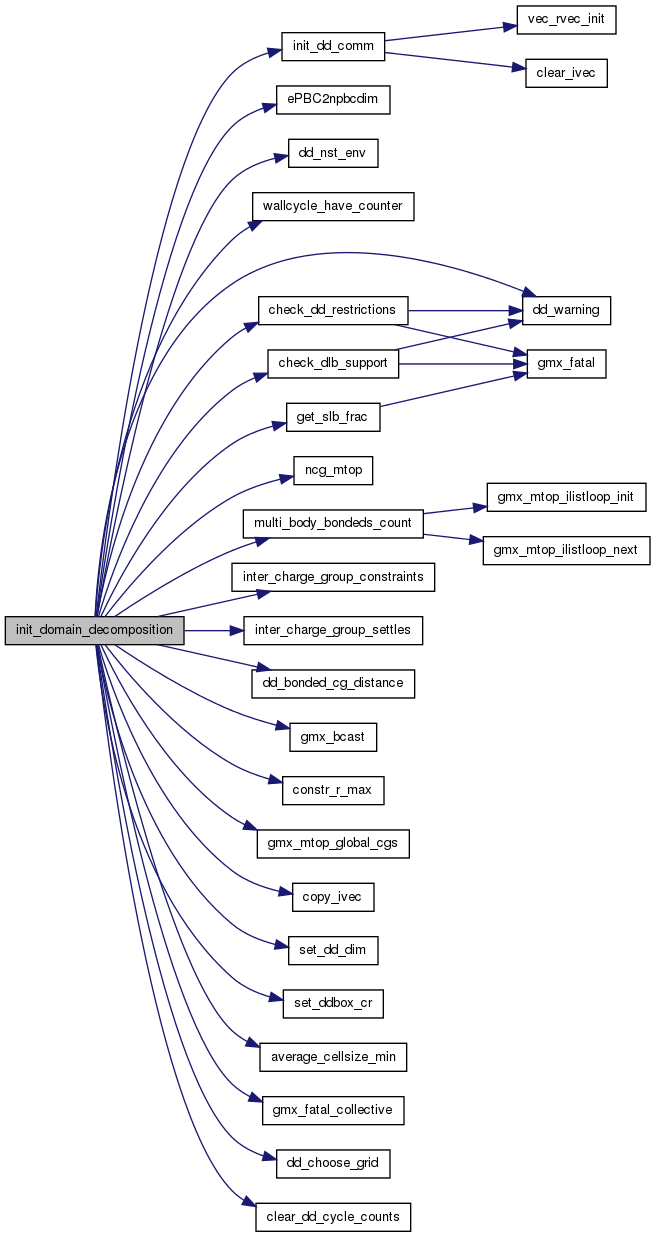 vec_rvec_init
init_dd_comm
clear_ivec
ePBC2npbcdim
dd_nst_env
wallcycle_have_counter
check_dd_restrictions
dd_warning
check_dlb_support
gmx_fatal
get_slb_frac
ncg_mtop
gmx_mtop_ilistloop_init
multi_body_bondeds_count
gmx_mtop_ilistloop_next
inter_charge_group_constraints
init_domain_decomposition
inter_charge_group_settles
dd_bonded_cg_distance
gmx_bcast
constr_r_max
gmx_mtop_global_cgs
copy_ivec
set_dd_dim
set_ddbox_cr
average_cellsize_min
gmx_fatal_collective
dd_choose_grid
clear_dd_cycle_counts